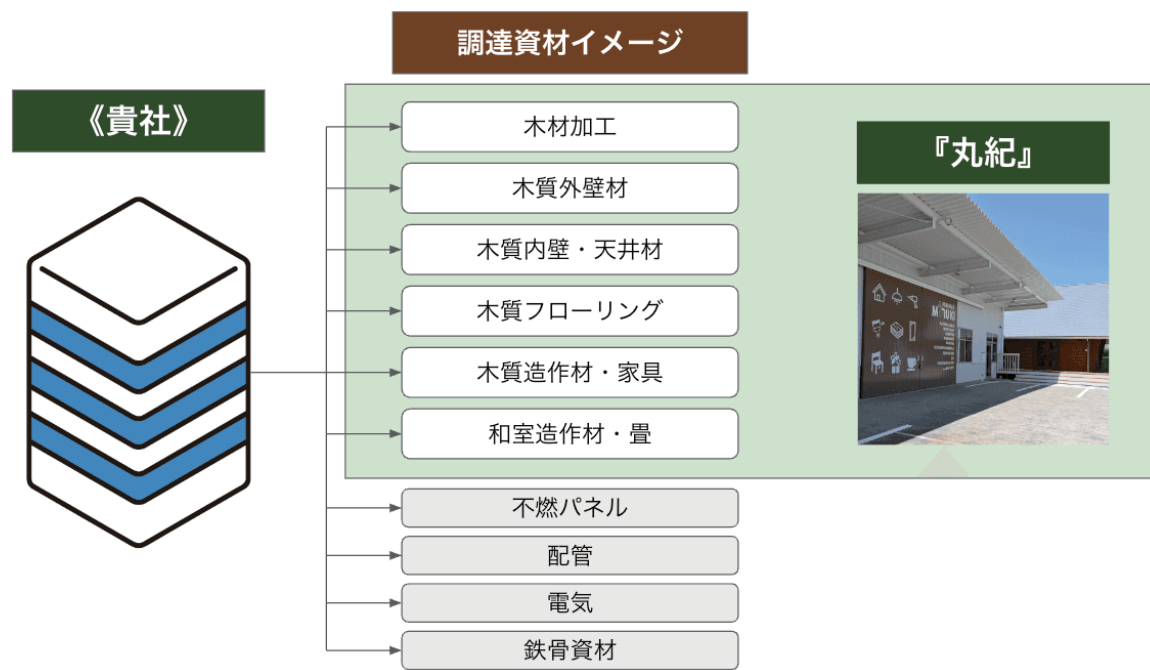 調達資材イメージ
《貴社》
木材加工
木質外壁材
木質内壁・天井材
木質フローリング
木質造作材・家具
和室造作材・畳
不燃パネル
配管
電気
鉄骨資材
『丸紀』